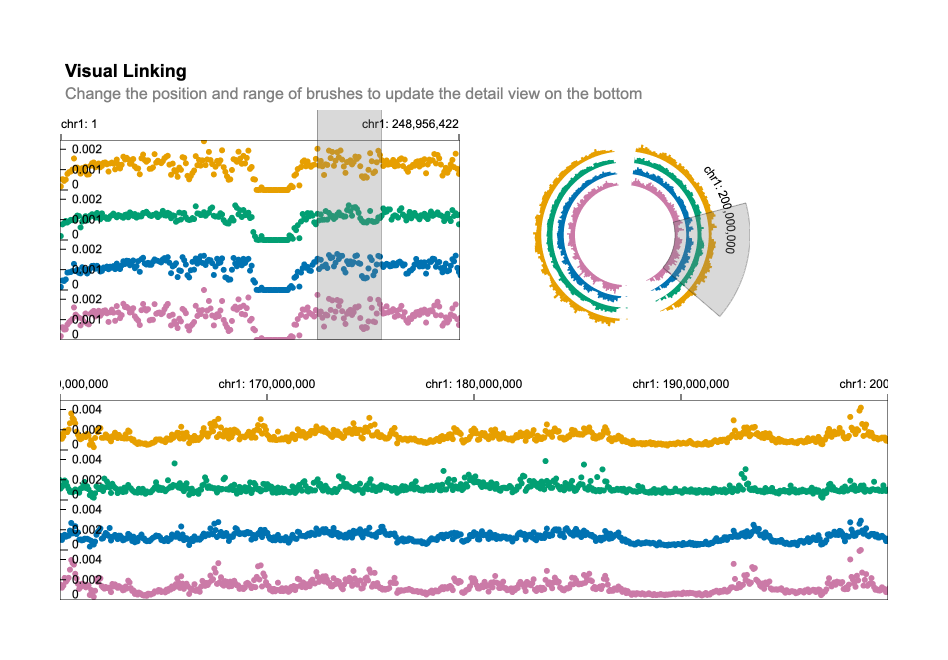 Visual Linking
Change the position and range of brushes to update the detail view on the bottom
chr1: 1
chr1: 248,956,422
0.002
0.001
0
0.002
0.001
0
0.002
0.001
0
0.002
0.001
0
chr1: 200,000,000
0,000,000
chr1: 170,000,000
chr1: 180,000,000
chr1: 190,000,000
chr1: 200
0.004
0.002
0
0.004
0.002
0
0.004
0.002
0
0.004
0.002
0